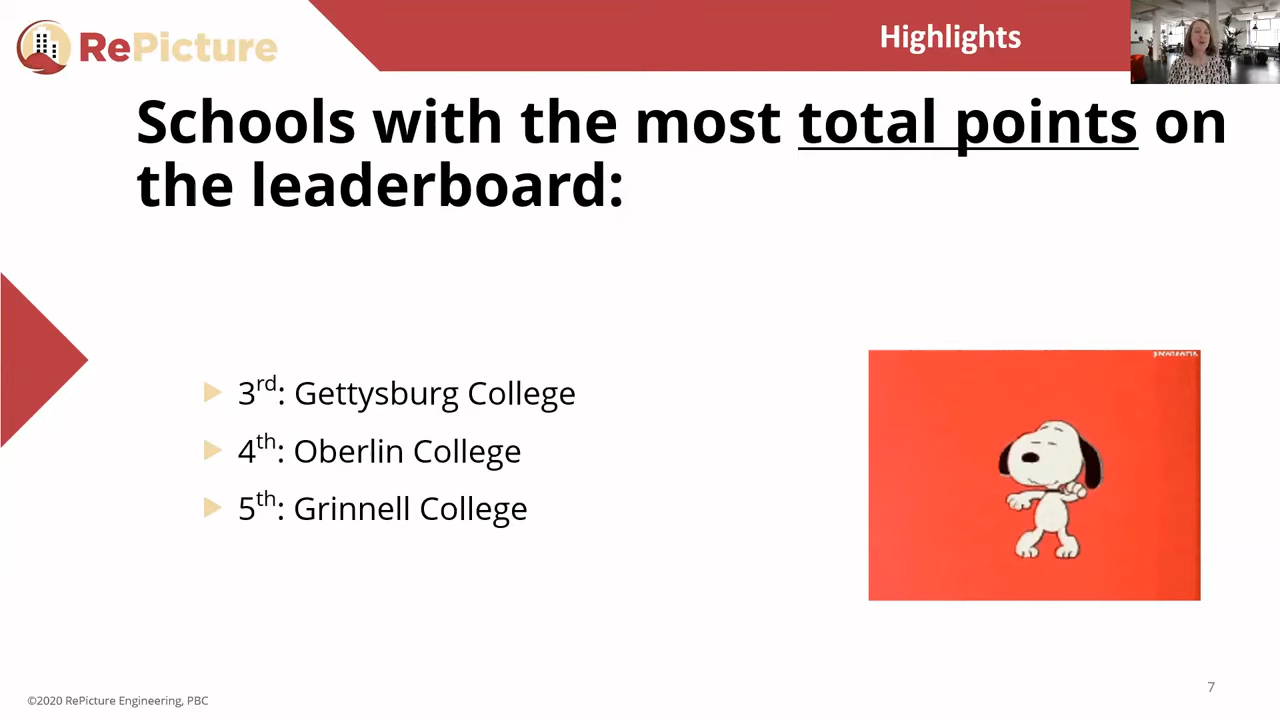 RePicture
Highlights
Schools with the most total points on
the leaderboard:
3rd: Gettysburg College
4th: Oberlin College
5th: Grinnell College
©2020 RePicture Engineering, PBC
7